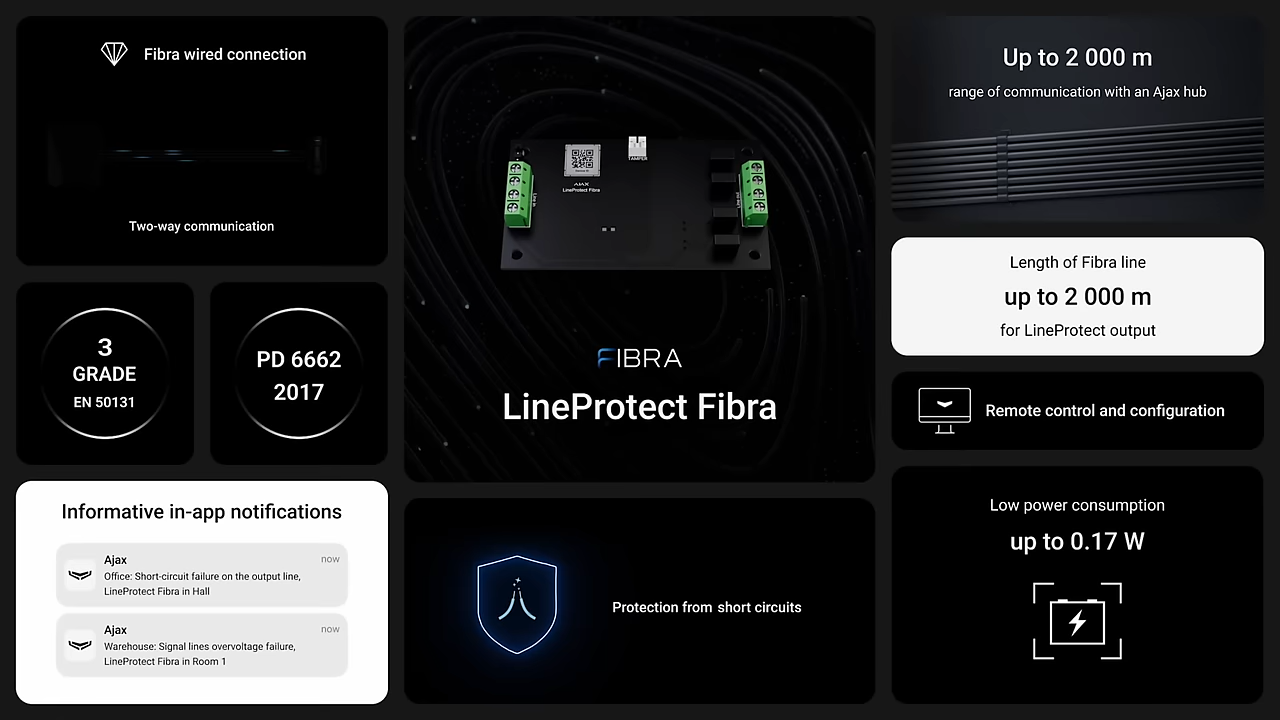 Fibra wired connection
Two-way communication
3
GRADE
EN 50131
PD 6662
2017
Informative in-app notifications
Ajax
now
Office: Short-circuit failure on the output line,
LineProtect Fibra in Hall
Ajax
now
Warehouse: Signal lines overvoltage failure,
LineProtect Fibra in Room 1
TAMPER
AJAX
LineProtect Fibra
FIBRA
LineProtect Fibra
Protection from short circuits
Up to 2 000 m
range of communication with an Ajax hub
Length of Fibra line
up to 2 000 m
for LineProtect output
Remote control and configuration
Low power consumption
up to 0.17 W